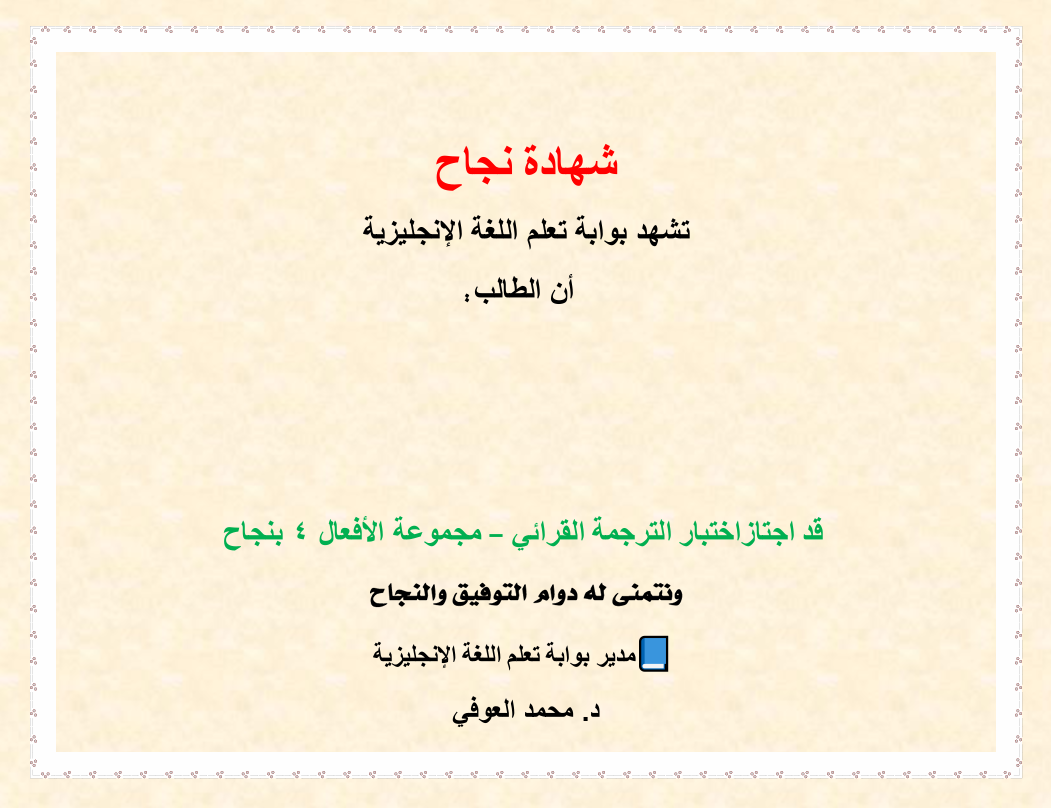 شهادة نجاح
تشهد بوابة تعلم اللغة الإنجليزية
أن الطالب:
قد اجتازاختبار الترجمة القرائي – مجموعة الأفعال ٤ بنجاح
ونتمنى له دوام التوفيق والنجاح
مدير بوابة تعلم اللغة الإنجليزية
د. محمد العوفي